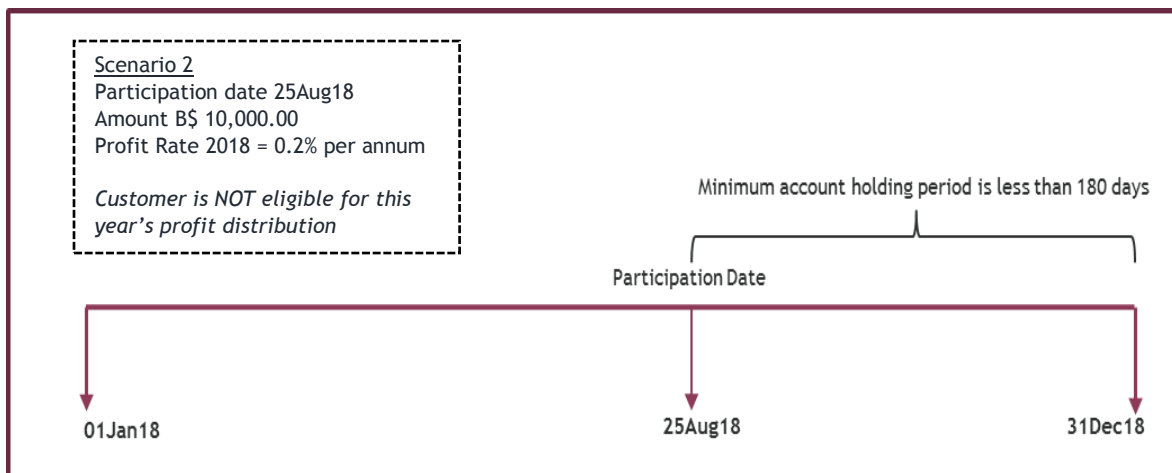 Scenario 2
Participation date 25Aug18
Amount B$ 10,000.00
Profit Rate 2018 = 0.2% per annum
Customer is NOT eligible for this
year’s profit distribution
Minimum account holding period is less than 180 days
Participation Date
01Jan18
25Aug18
31Dec18